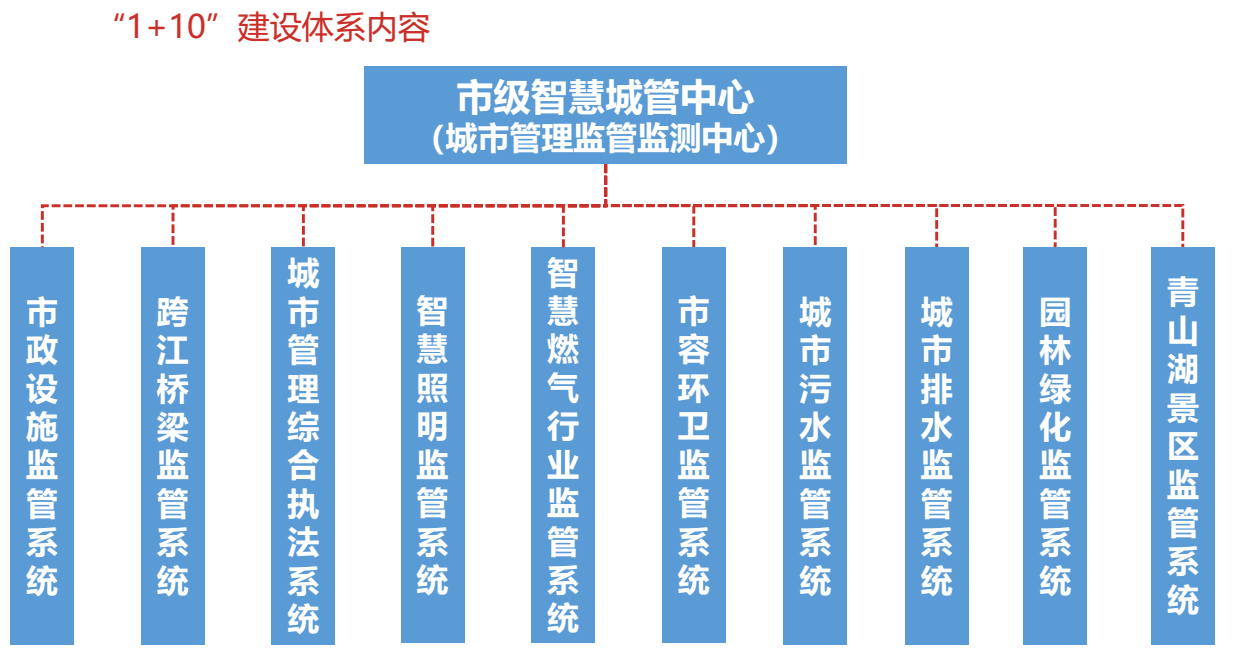 “1+10”建设体系内容
市级智慧城管中心
（城市管理监管监测中心）
市政设施监管系统
跨江桥梁监管系统
城市管理综合执法系统
智慧照明监管系统
智慧燃气行业监管系统
市容环卫监管系统
城市污水监管系统
城市排水监管系统
园林绿化监管系统
青山湖景区监管系统